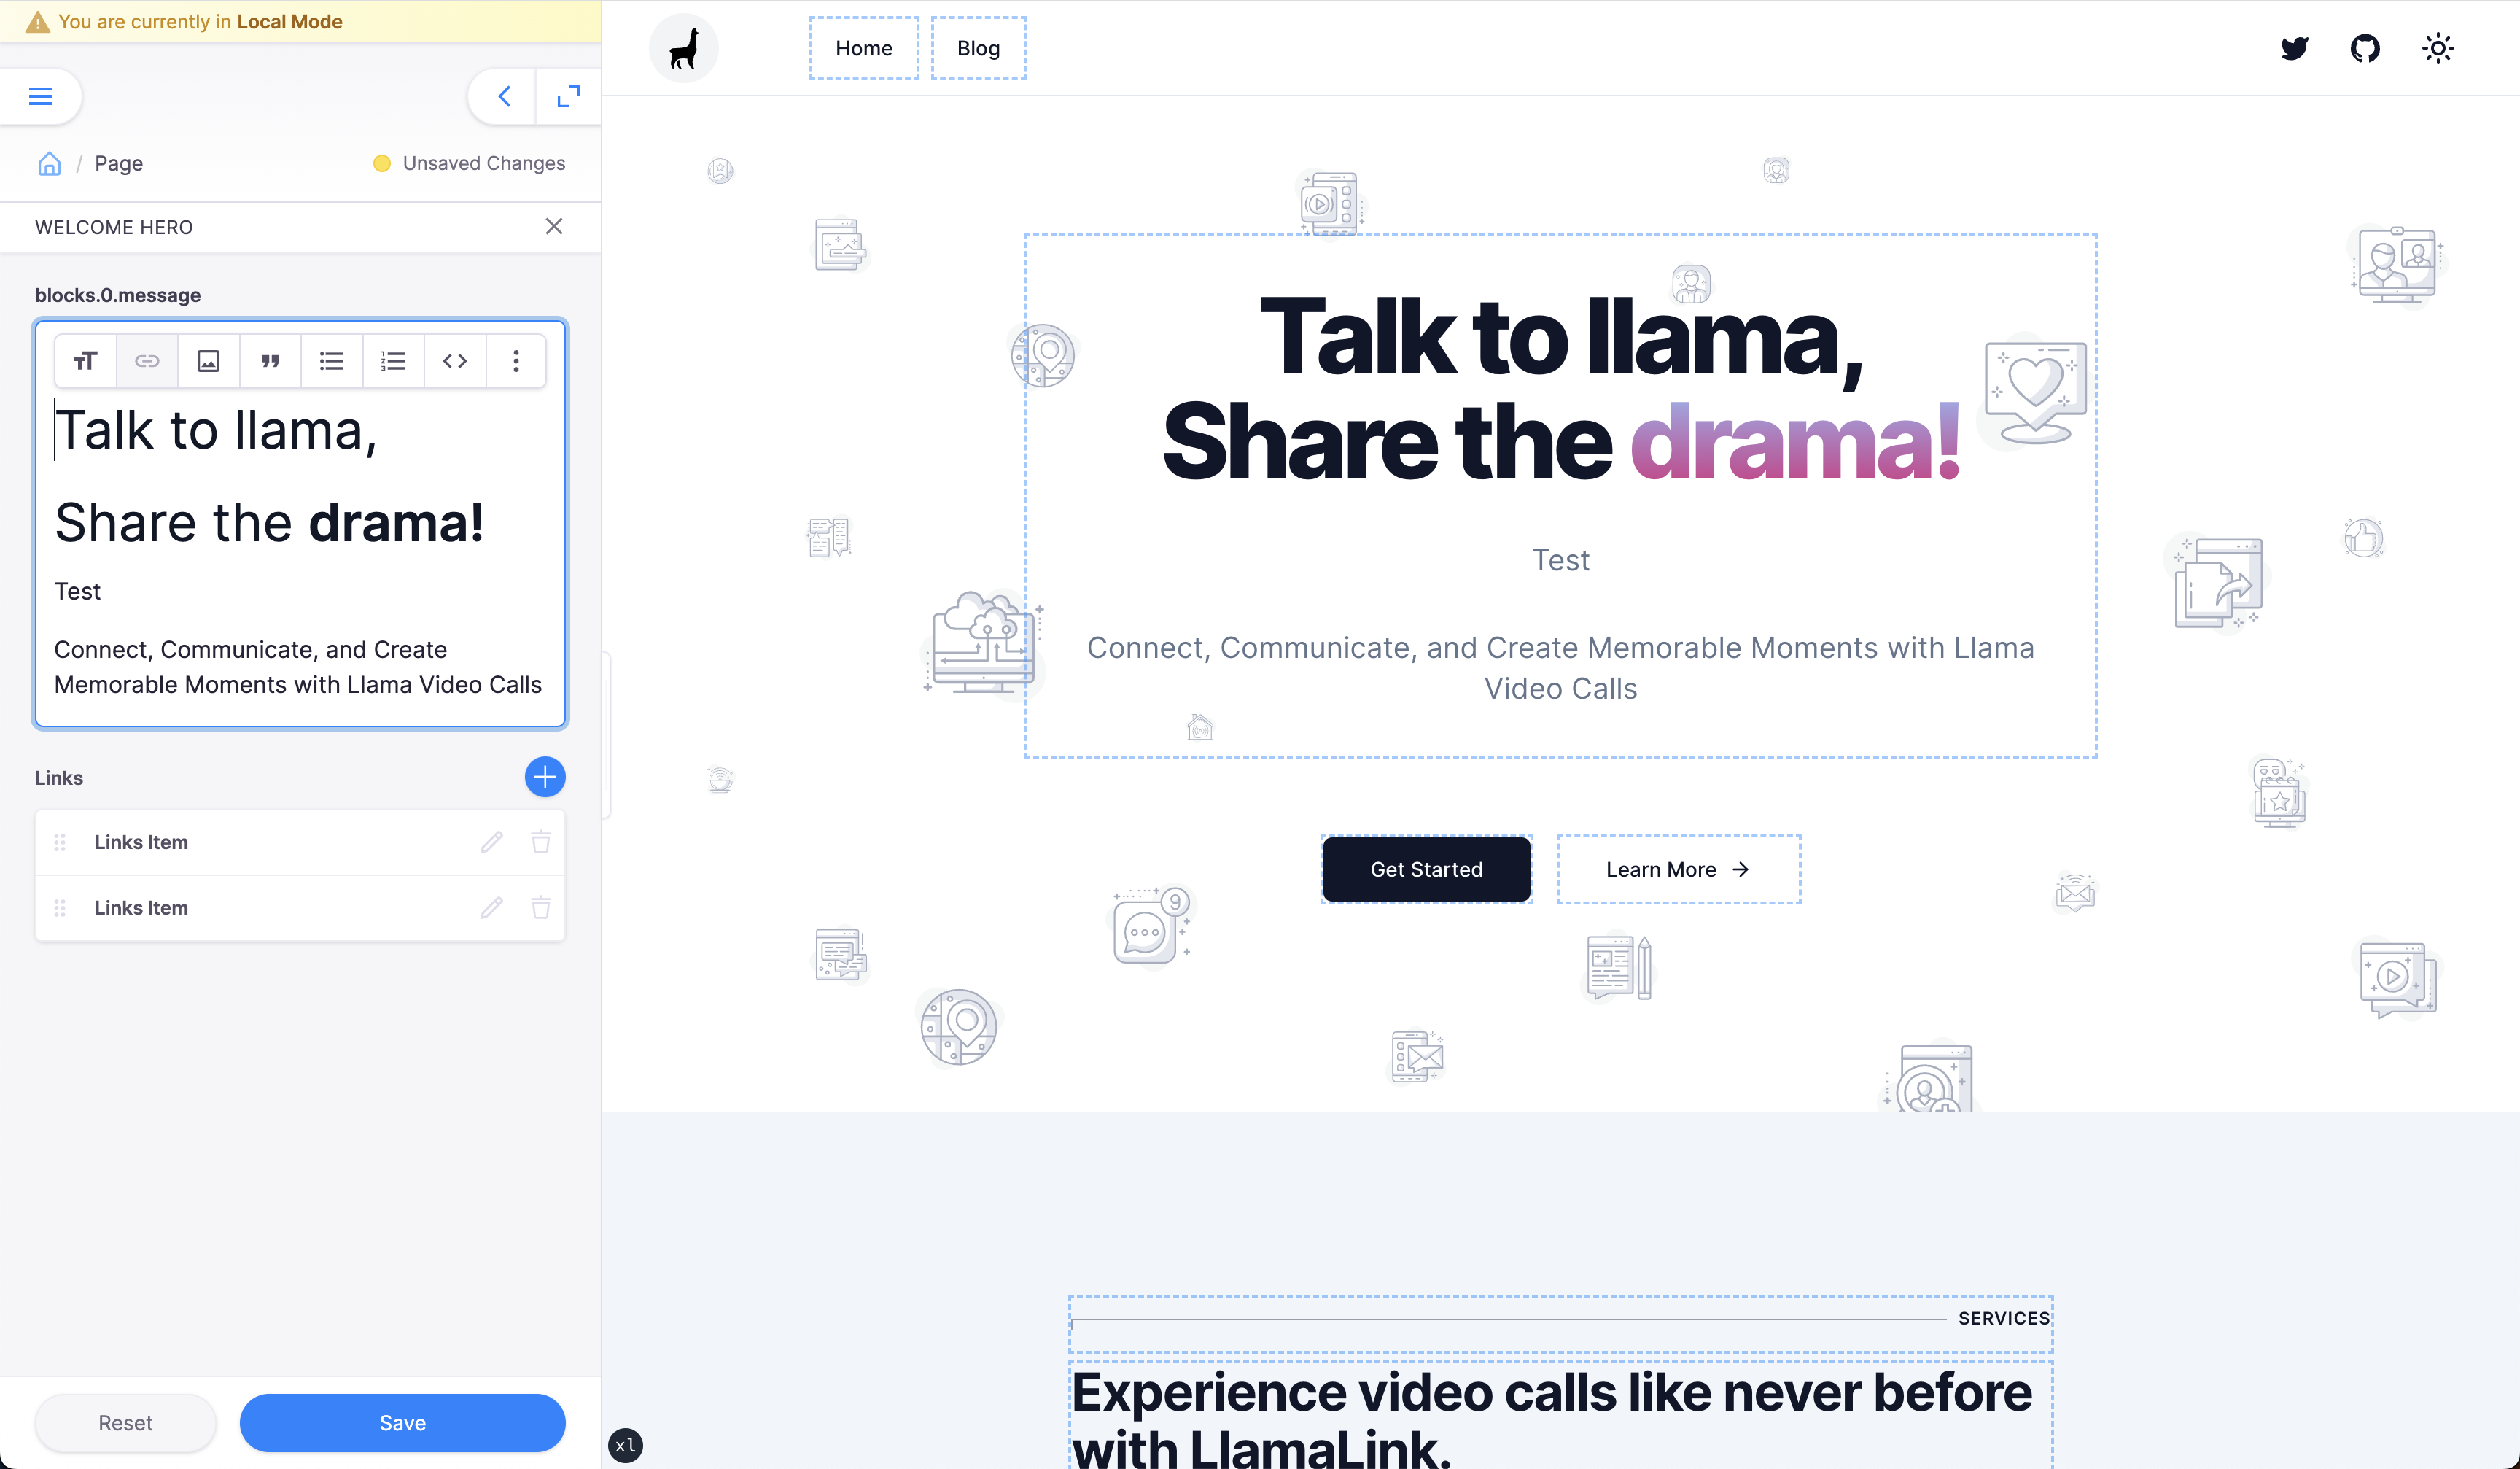 You are currently in Local Mode
/ Page
Unsaved Changes
WELCOME HERO
blocks.0.message
Talk to llama,
Share the drama!
Test
Connect, Communicate, and Create
Memorable Moments with Llama Video Calls
Links
Links Item
Links Item
Reset
Save
Home
Blog
Talk to llama,
Share the drama!
Test
Connect, Communicate, and Create Memorable Moments with Llama
Video Calls
Get Started
Learn More →
9
SERVICES
Experience video calls like never before
with LlamaLink.
xl